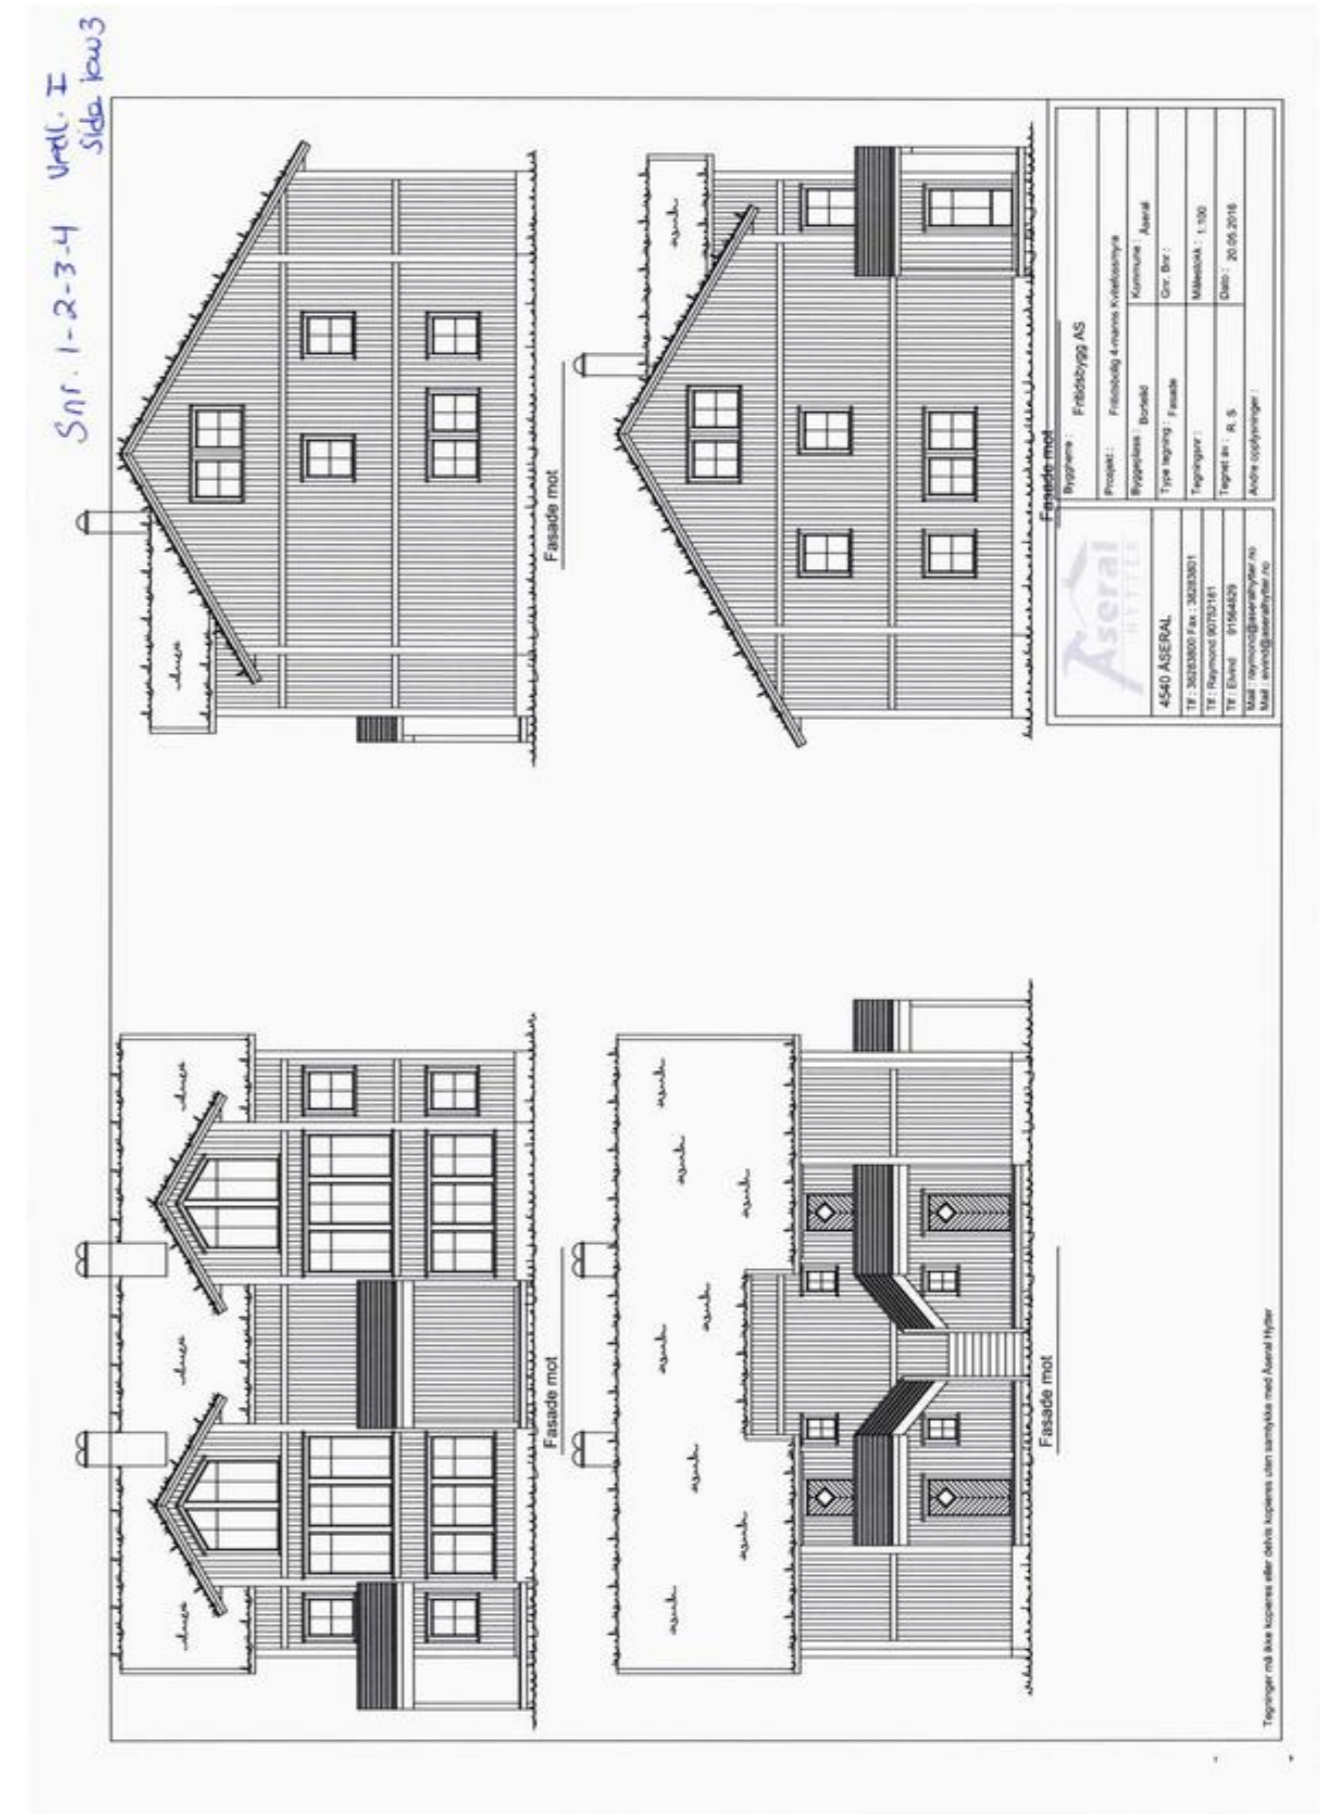 Snr. 1-2-3-4 Vedl. I
Side 1 av 3
Fasade mot
Fasade mot
Fasade mot
Fasade mot
Åseral
HYTTER
4540 ÅSERAL
Tlf : 38283800 Fax : 38283801
Tlf : Raymond 90752161
Tlf : Eivind 91564829
Mail : raymond@aseralhytter.no
Mail : eivind@aseralhytter.no
Byggherre : Fritidsbygg AS
Prosjekt : Fritidsbolig 4-manns Kvitefossmyra
Byggeplass : Bortelid Kommune : Åseral
Type tegning : Fasade Gnr. Bnr :
Tegningsnr : Målestokk : 1:100
Tegnet av : R. S. Dato : 20.05.2016
Andre opplysninger :
Tegninger må ikke kopieres eller delvis kopieres uten samtykke med Åseral Hytter